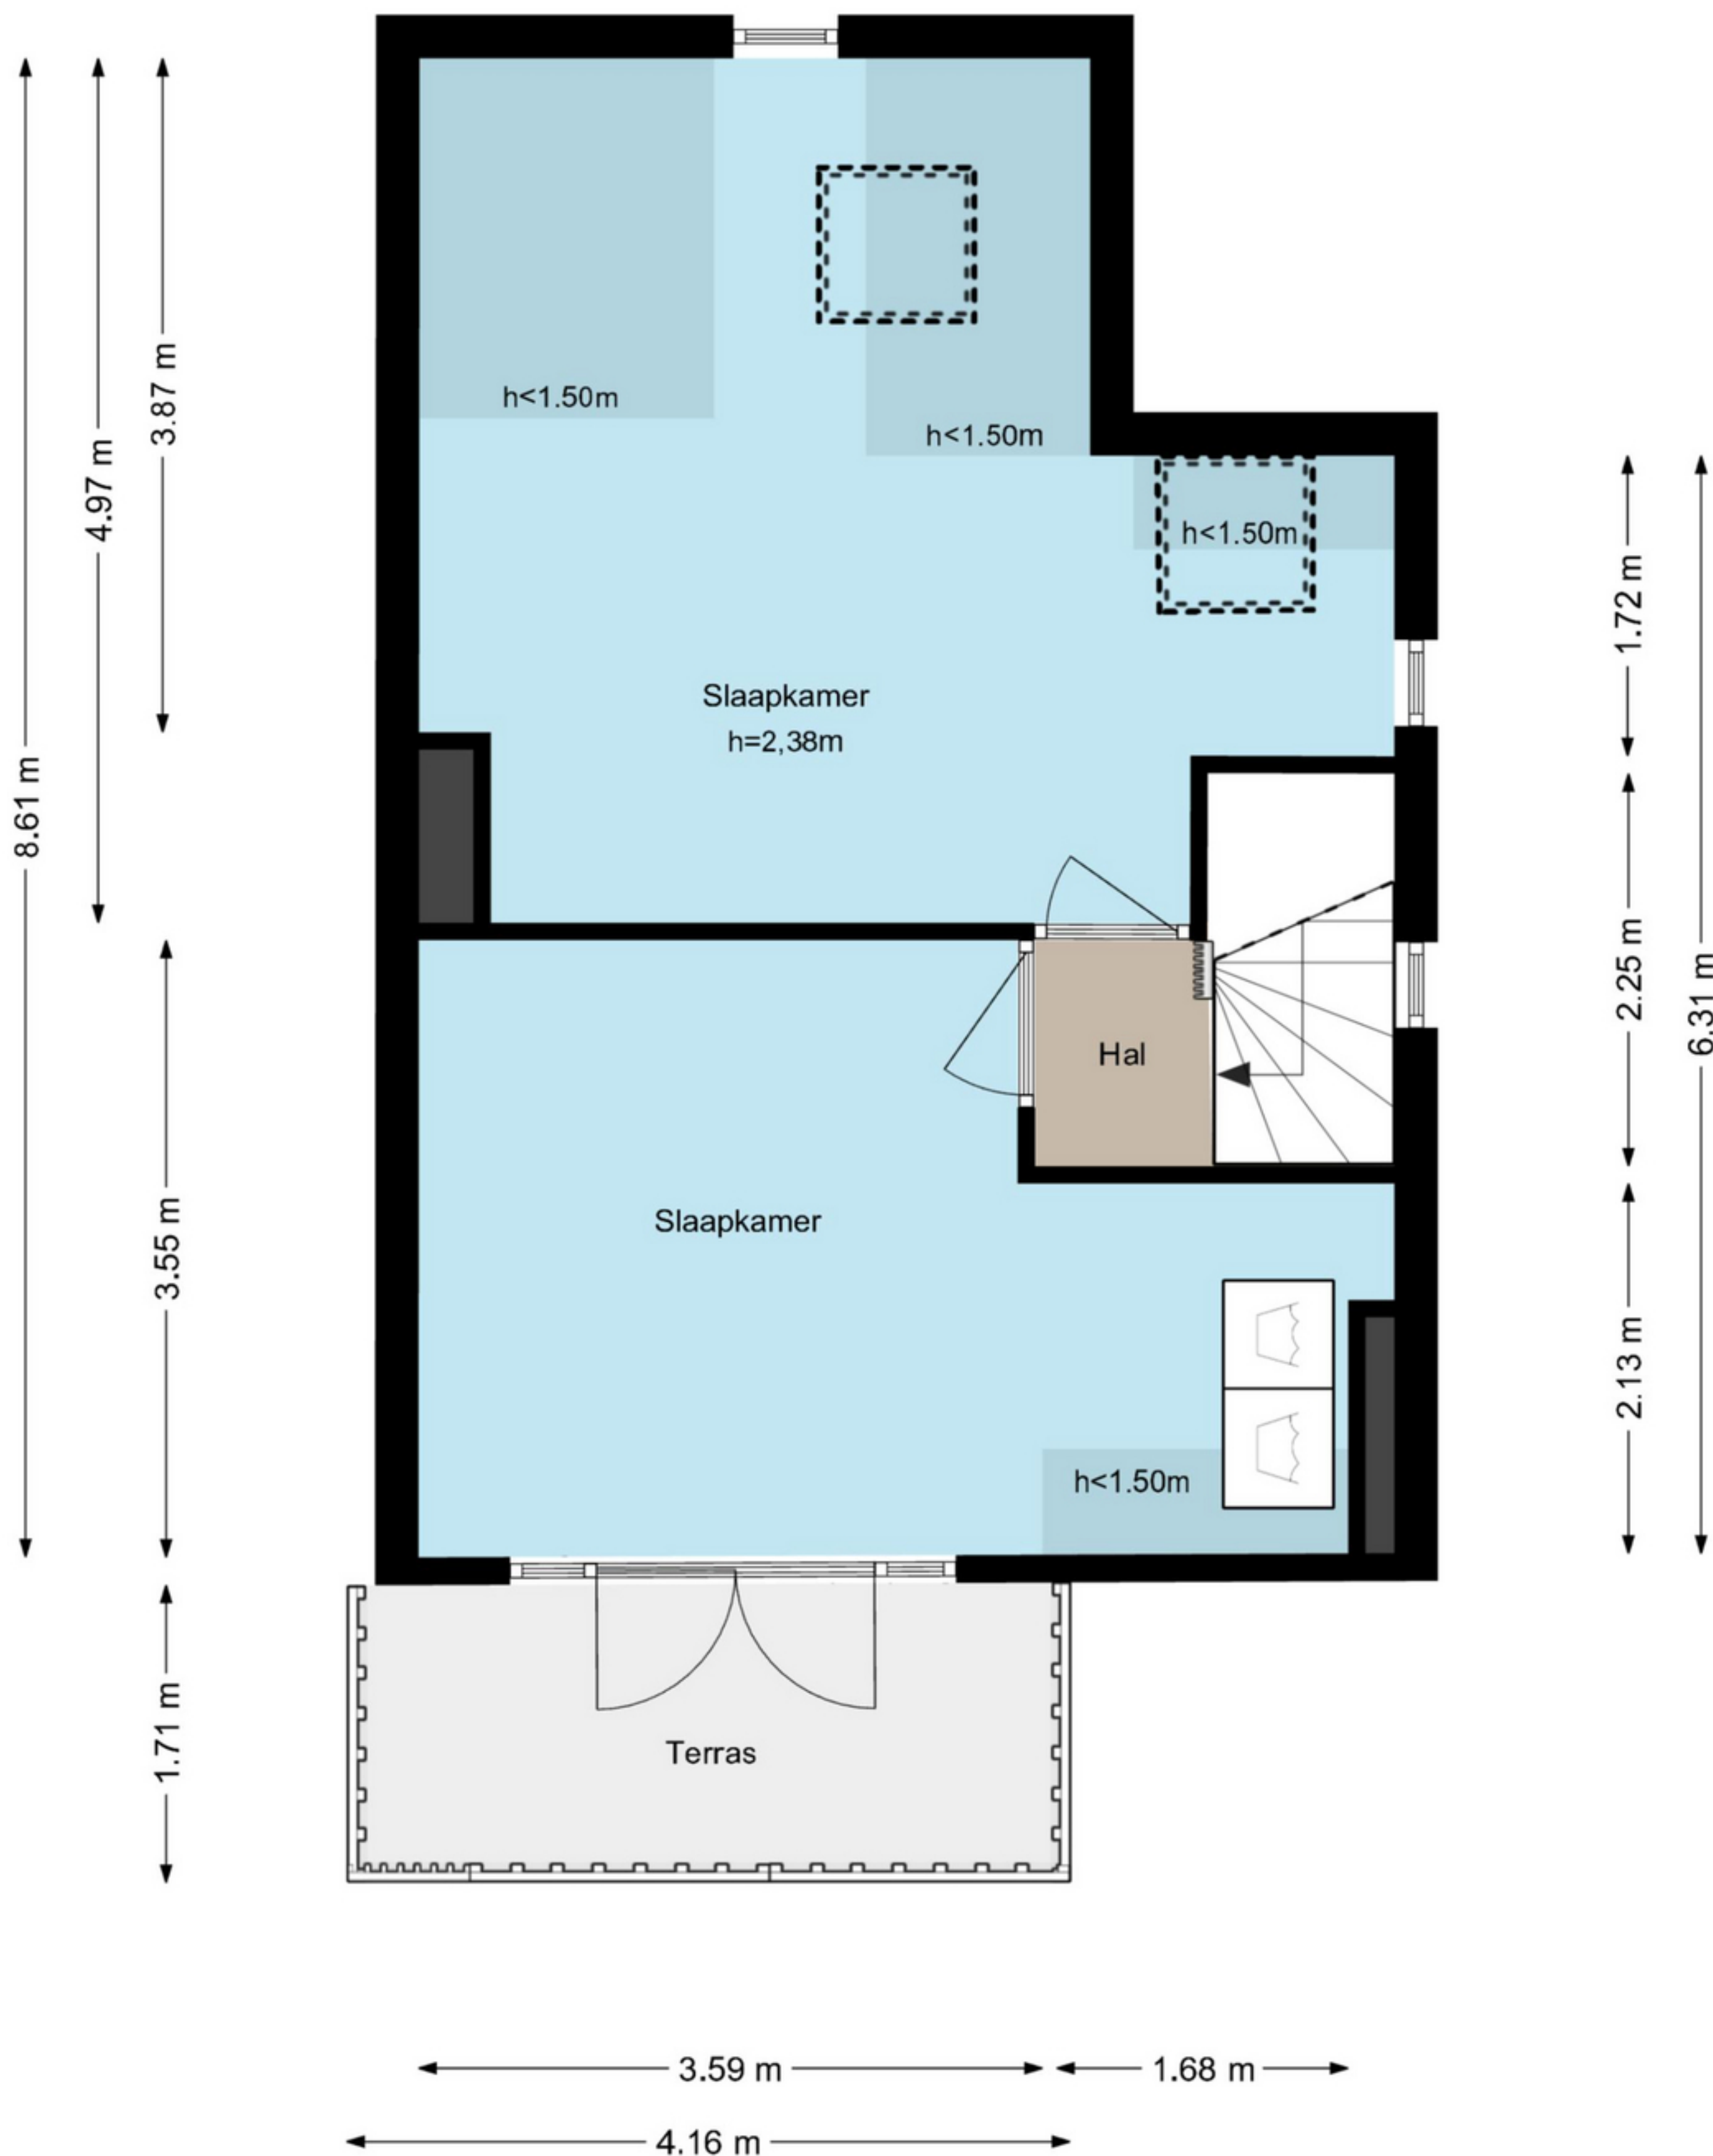 h<1.50m
h<1.50m
h<1.50m
Slaapkamer
h=2,38m
Hal
Slaapkamer
h<1.50m
Terras
8.61 m
4.97 m
3.87 m
3.55 m
1.71 m
1.72 m
2.25 m
2.13 m
6.31 m
3.59 m
1.68 m
4.16 m